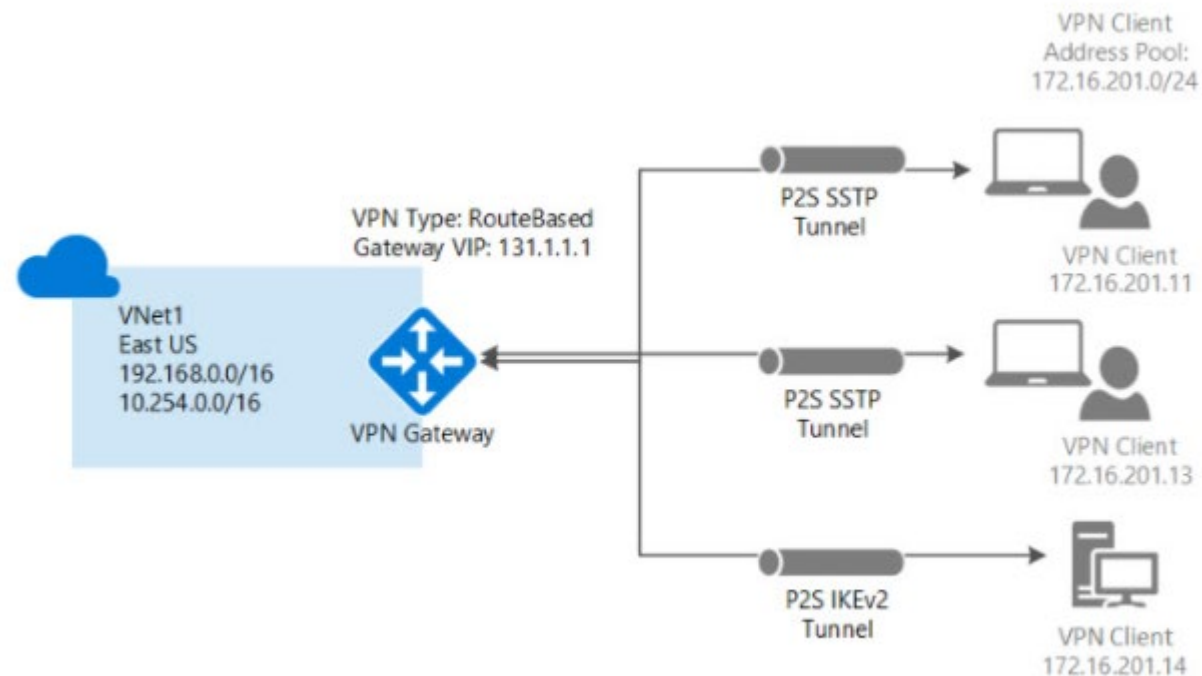 VPN Client
Address Pool:
172.16.201.0/24
P2S SSTP
Tunnel
VPN Type: RouteBased
Gateway VIP: 131.1.1.1
VPN Client
172.16.201.11
VNet1
East US
192.168.0.0/16
10.254.0.0/16
VPN Gateway
P2S SSTP
Tunnel
VPN Client
172.16.201.13
P2S IKEv2
Tunnel
VPN Client
172.16.201.14